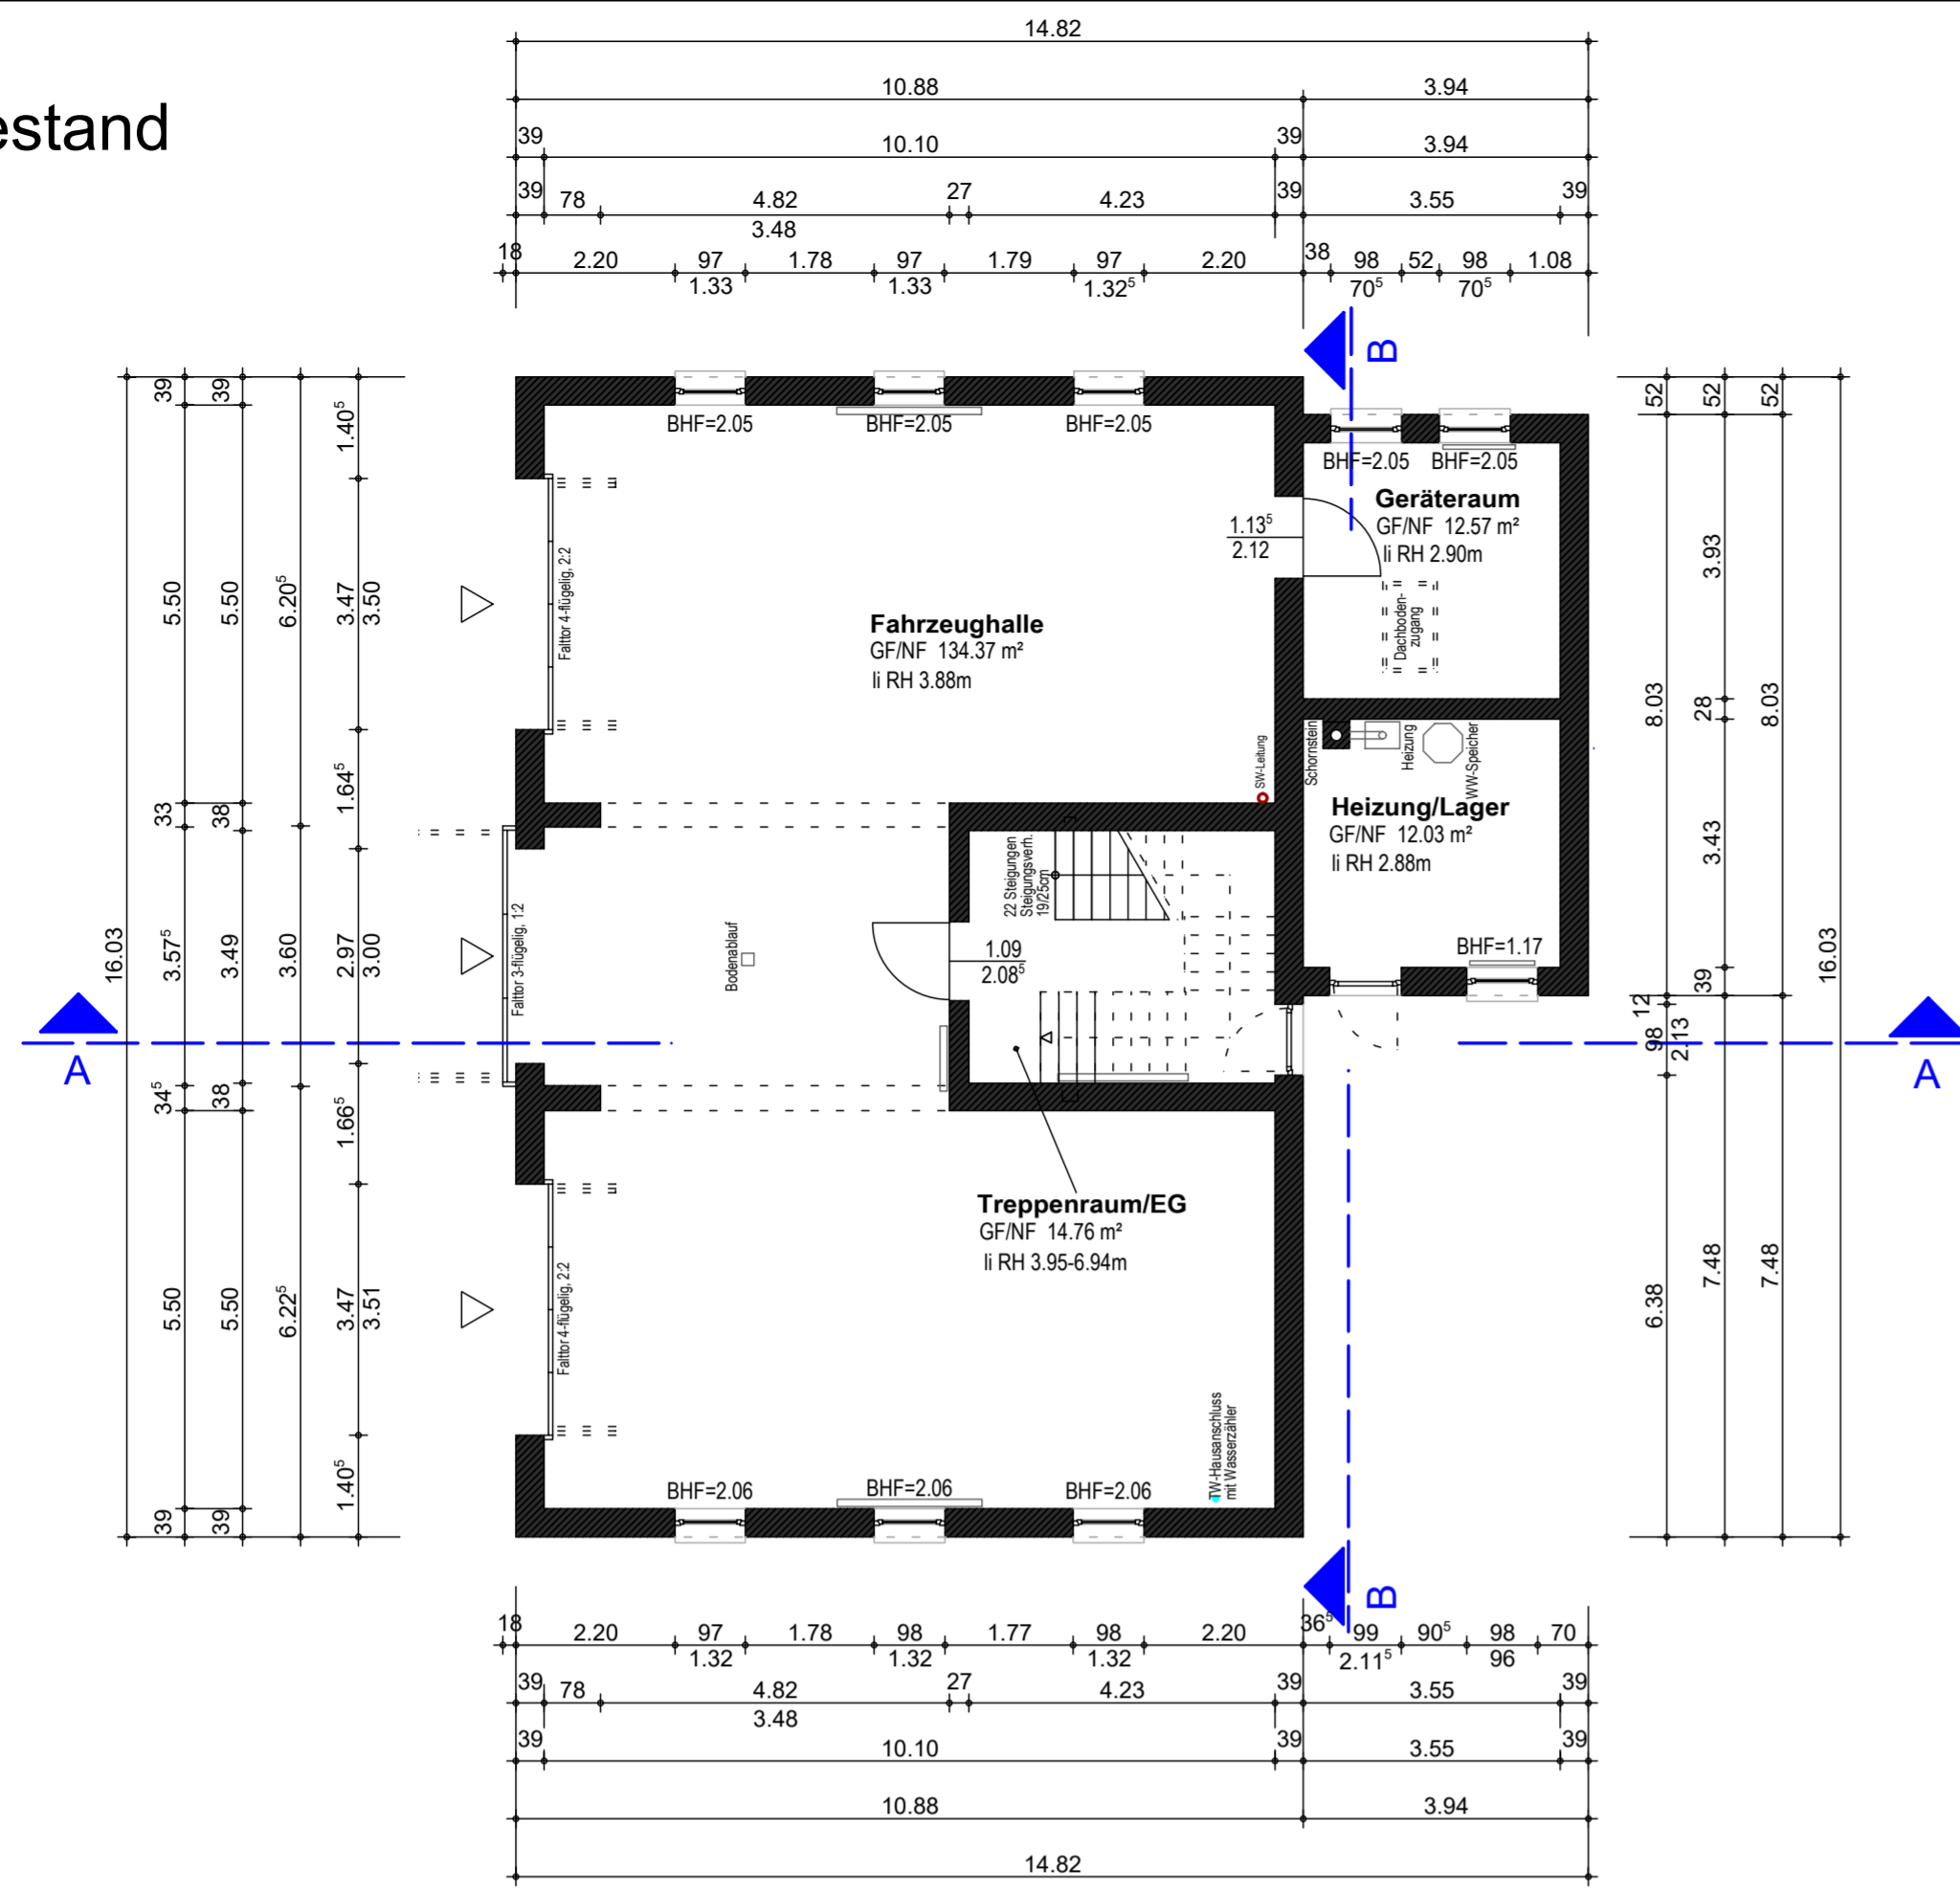 estand
14.82
10.88 3.94
39 10.10 39 3.94
39 78 4.82 27 4.23 39 3.55 39
3.48
18 2.20 97 1.78 97 1.79 97 2.20 38 98 52 98 1.08
1.33 1.33 1.32⁵ 70⁵ 70⁵
B
BHF=2.05 BHF=2.05 BHF=2.05
BHF=2.05 BHF=2.05
Geräteraum
GF/NF 12.57 m²
li RH 2.90m
1.13⁵
2.12
Dachboden-
zugang
Falttor 4-flügelig, 2:2
Fahrzeughalle
GF/NF 134.37 m²
li RH 3.88m
SW-Leitung
Schornstein
Heizung
WW-Speicher
Heizung/Lager
GF/NF 12.03 m²
li RH 2.88m
22 Steigungen
Steigungsverh.
19/25cm
BHF=1.17
Falttor 3-flügelig, 1:2
Bodenablauf
1.09
2.08⁵
A
A
Treppenraum/EG
GF/NF 14.76 m²
li RH 3.95-6.94m
Falttor 4-flügelig, 2:2
TW-Hausanschluss
mit Wasserzähler
BHF=2.06 BHF=2.06 BHF=2.06
B
16.03
39 5.50 33 3.57⁵ 34⁵ 5.50 39
39 5.50 38 3.49 38 5.50 39
6.20⁵ 3.60 6.22⁵
1.40⁵ 3.47 1.64⁵ 2.97 1.66⁵ 3.47 1.40⁵
3.50 3.00 3.51
52 8.03 12 98 6.38
2.13
52 3.93 28 3.43 39 7.48
52 8.03 7.48
16.03
18 2.20 97 1.78 98 1.77 98 2.20 36⁵ 99 90⁵ 98 70
1.32 1.32 1.32 2.11⁵ 96
39 78 4.82 27 4.23 39 3.55 39
3.48
39 10.10 39 3.55 39
10.88 3.94
14.82